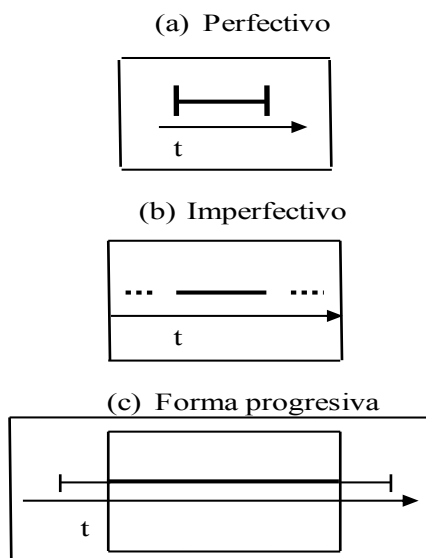 (a) Perfectivo
t
(b) Imperfectivo
t
(c) Forma progresiva
t